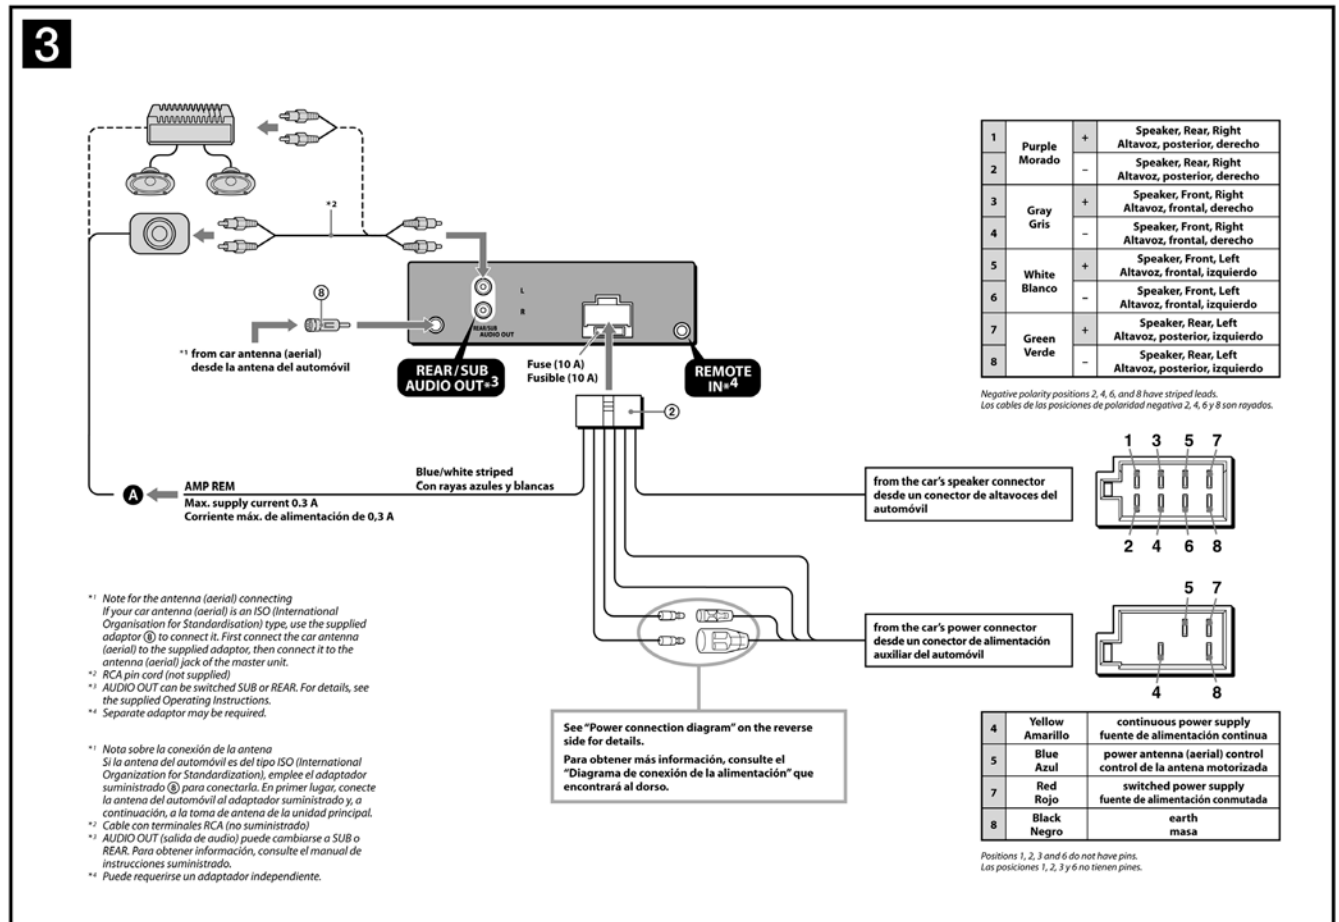 3
*2
8
*1 from car antenna (aerial)
desde la antena del automóvil
L
R
REAR/SUB
AUDIO OUT
REAR/SUB
AUDIO OUT*3
Fuse (10 A)
Fusible (10 A)
REMOTE
IN*4
2
A
AMP REM
Max. supply current 0.3 A
Corriente máx. de alimentación de 0,3 A
Blue/white striped
Con rayas azules y blancas
from the car's speaker connector
desde un conector de altavoces del
automóvil
from the car's power connector
desde un conector de alimentación
auxiliar del automóvil
See "Power connection diagram" on the reverse
side for details.
Para obtener más información, consulte el
"Diagrama de conexión de la alimentación" que
encontrará al dorso.
*1 Note for the antenna (aerial) connecting
If your car antenna (aerial) is an ISO (International
Organisation for Standardisation) type, use the supplied
adaptor ⑧ to connect it. First connect the car antenna
(aerial) to the supplied adaptor, then connect it to the
antenna (aerial) jack of the master unit.
*2 RCA pin cord (not supplied)
*3 AUDIO OUT can be switched SUB or REAR. For details, see
the supplied Operating Instructions.
*4 Separate adaptor may be required.
*1 Nota sobre la conexión de la antena
Si la antena del automóvil es del tipo ISO (International
Organization for Standardization), emplee el adaptador
suministrado ⑧ para conectarla. En primer lugar, conecte
la antena del automóvil al adaptador suministrado y, a
continuación, a la toma de antena de la unidad principal.
*2 Cable con terminales RCA (no suministrado)
*3 AUDIO OUT (salida de audio) puede cambiarse a SUB o
REAR. Para obtener información, consulte el manual de
instrucciones suministrado.
*4 Puede requerirse un adaptador independiente.
1 Purple Morado + Speaker, Rear, Right
Altavoz, posterior, derecho
2 – Speaker, Rear, Right
Altavoz, posterior, derecho
3 Gray Gris + Speaker, Front, Right
Altavoz, frontal, derecho
4 – Speaker, Front, Right
Altavoz, frontal, derecho
5 White Blanco + Speaker, Front, Left
Altavoz, frontal, izquierdo
6 – Speaker, Front, Left
Altavoz, frontal, izquierdo
7 Green Verde + Speaker, Rear, Left
Altavoz, posterior, izquierdo
8 – Speaker, Rear, Left
Altavoz, posterior, izquierdo
Negative polarity positions 2, 4, 6, and 8 have striped leads.
Los cables de las posiciones de polaridad negativa 2, 4, 6 y 8 son rayados.
1 3 5 7
2 4 6 8
5 7
4 8
4 Yellow continuous power supply
Amarillo fuente de alimentación continua
5 Blue power antenna (aerial) control
Azul control de la antena motorizada
7 Red switched power supply
Rojo fuente de alimentación conmutada
8 Black earth
Negro masa
Positions 1, 2, 3 and 6 do not have pins.
Las posiciones 1, 2, 3 y 6 no tienen pines.